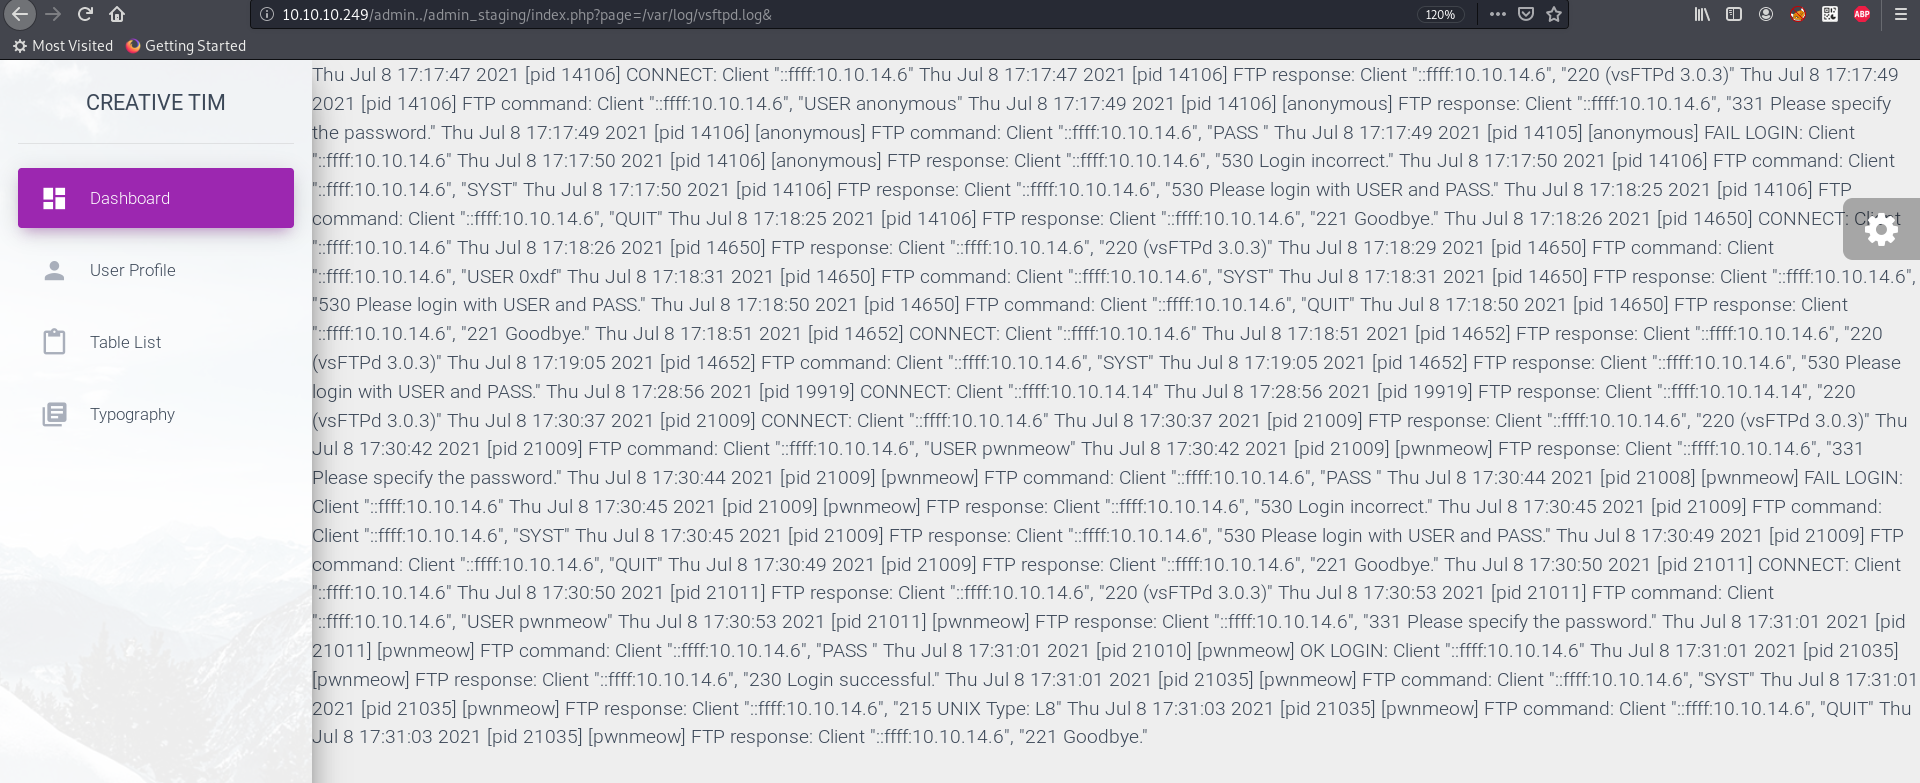 10.10.10.249/admin../admin_staging/index.php?page=/var/log/vsftpd.log&
120%
ABP
Most Visited
Getting Started
CREATIVE TIM
Dashboard
User Profile
Table List
Typography
Thu Jul 8 17:17:47 2021 [pid 14106] CONNECT: Client "::ffff:10.10.14.6" Thu Jul 8 17:17:47 2021 [pid 14106] FTP response: Client "::ffff:10.10.14.6", "220 (vsFTPd 3.0.3)" Thu Jul 8 17:17:49
2021 [pid 14106] FTP command: Client "::ffff:10.10.14.6", "USER anonymous" Thu Jul 8 17:17:49 2021 [pid 14106] [anonymous] FTP response: Client "::ffff:10.10.14.6", "331 Please specify
the password." Thu Jul 8 17:17:49 2021 [pid 14106] [anonymous] FTP command: Client "::ffff:10.10.14.6", "PASS " Thu Jul 8 17:17:49 2021 [pid 14105] [anonymous] FAIL LOGIN: Client
"::ffff:10.10.14.6" Thu Jul 8 17:17:50 2021 [pid 14106] [anonymous] FTP response: Client "::ffff:10.10.14.6", "530 Login incorrect." Thu Jul 8 17:17:50 2021 [pid 14106] FTP command: Client
"::ffff:10.10.14.6", "SYST" Thu Jul 8 17:17:50 2021 [pid 14106] FTP response: Client "::ffff:10.10.14.6", "530 Please login with USER and PASS." Thu Jul 8 17:18:25 2021 [pid 14106] FTP
command: Client "::ffff:10.10.14.6", "QUIT" Thu Jul 8 17:18:25 2021 [pid 14106] FTP response: Client "::ffff:10.10.14.6", "221 Goodbye." Thu Jul 8 17:18:26 2021 [pid 14650] CONNECT: Client
"::ffff:10.10.14.6" Thu Jul 8 17:18:26 2021 [pid 14650] FTP response: Client "::ffff:10.10.14.6", "220 (vsFTPd 3.0.3)" Thu Jul 8 17:18:29 2021 [pid 14650] FTP command: Client
"::ffff:10.10.14.6", "USER 0xdf" Thu Jul 8 17:18:31 2021 [pid 14650] FTP command: Client "::ffff:10.10.14.6", "SYST" Thu Jul 8 17:18:31 2021 [pid 14650] FTP response: Client "::ffff:10.10.14.6",
"530 Please login with USER and PASS." Thu Jul 8 17:18:50 2021 [pid 14650] FTP command: Client "::ffff:10.10.14.6", "QUIT" Thu Jul 8 17:18:50 2021 [pid 14650] FTP response: Client
"::ffff:10.10.14.6", "221 Goodbye." Thu Jul 8 17:18:51 2021 [pid 14652] CONNECT: Client "::ffff:10.10.14.6" Thu Jul 8 17:18:51 2021 [pid 14652] FTP response: Client "::ffff:10.10.14.6", "220
(vsFTPd 3.0.3)" Thu Jul 8 17:19:05 2021 [pid 14652] FTP command: Client "::ffff:10.10.14.6", "SYST" Thu Jul 8 17:19:05 2021 [pid 14652] FTP response: Client "::ffff:10.10.14.6", "530 Please
login with USER and PASS." Thu Jul 8 17:28:56 2021 [pid 19919] CONNECT: Client "::ffff:10.10.14.14" Thu Jul 8 17:28:56 2021 [pid 19919] FTP response: Client "::ffff:10.10.14.14", "220
(vsFTPd 3.0.3)" Thu Jul 8 17:30:37 2021 [pid 21009] CONNECT: Client "::ffff:10.10.14.6" Thu Jul 8 17:30:37 2021 [pid 21009] FTP response: Client "::ffff:10.10.14.6", "220 (vsFTPd 3.0.3)" Thu
Jul 8 17:30:42 2021 [pid 21009] FTP command: Client "::ffff:10.10.14.6", "USER pwnmeow" Thu Jul 8 17:30:42 2021 [pid 21009] [pwnmeow] FTP response: Client "::ffff:10.10.14.6", "331
Please specify the password." Thu Jul 8 17:30:44 2021 [pid 21009] [pwnmeow] FTP command: Client "::ffff:10.10.14.6", "PASS " Thu Jul 8 17:30:44 2021 [pid 21008] [pwnmeow] FAIL LOGIN:
Client "::ffff:10.10.14.6" Thu Jul 8 17:30:45 2021 [pid 21009] [pwnmeow] FTP response: Client "::ffff:10.10.14.6", "530 Login incorrect." Thu Jul 8 17:30:45 2021 [pid 21009] FTP command:
Client "::ffff:10.10.14.6", "SYST" Thu Jul 8 17:30:45 2021 [pid 21009] FTP response: Client "::ffff:10.10.14.6", "530 Please login with USER and PASS." Thu Jul 8 17:30:49 2021 [pid 21009] FTP
command: Client "::ffff:10.10.14.6", "QUIT" Thu Jul 8 17:30:49 2021 [pid 21009] FTP response: Client "::ffff:10.10.14.6", "221 Goodbye." Thu Jul 8 17:30:50 2021 [pid 21011] CONNECT: Client
"::ffff:10.10.14.6" Thu Jul 8 17:30:50 2021 [pid 21011] FTP response: Client "::ffff:10.10.14.6", "220 (vsFTPd 3.0.3)" Thu Jul 8 17:30:53 2021 [pid 21011] FTP command: Client
"::ffff:10.10.14.6", "USER pwnmeow" Thu Jul 8 17:30:53 2021 [pid 21011] [pwnmeow] FTP response: Client "::ffff:10.10.14.6", "331 Please specify the password." Thu Jul 8 17:31:01 2021 [pid
21011] [pwnmeow] FTP command: Client "::ffff:10.10.14.6", "PASS " Thu Jul 8 17:31:01 2021 [pid 21010] [pwnmeow] OK LOGIN: Client "::ffff:10.10.14.6" Thu Jul 8 17:31:01 2021 [pid 21035]
[pwnmeow] FTP response: Client "::ffff:10.10.14.6", "230 Login successful." Thu Jul 8 17:31:01 2021 [pid 21035] [pwnmeow] FTP command: Client "::ffff:10.10.14.6", "SYST" Thu Jul 8 17:31:01
2021 [pid 21035] [pwnmeow] FTP response: Client "::ffff:10.10.14.6", "215 UNIX Type: L8" Thu Jul 8 17:31:03 2021 [pid 21035] [pwnmeow] FTP command: Client "::ffff:10.10.14.6", "QUIT" Thu
Jul 8 17:31:03 2021 [pid 21035] [pwnmeow] FTP response: Client "::ffff:10.10.14.6", "221 Goodbye."